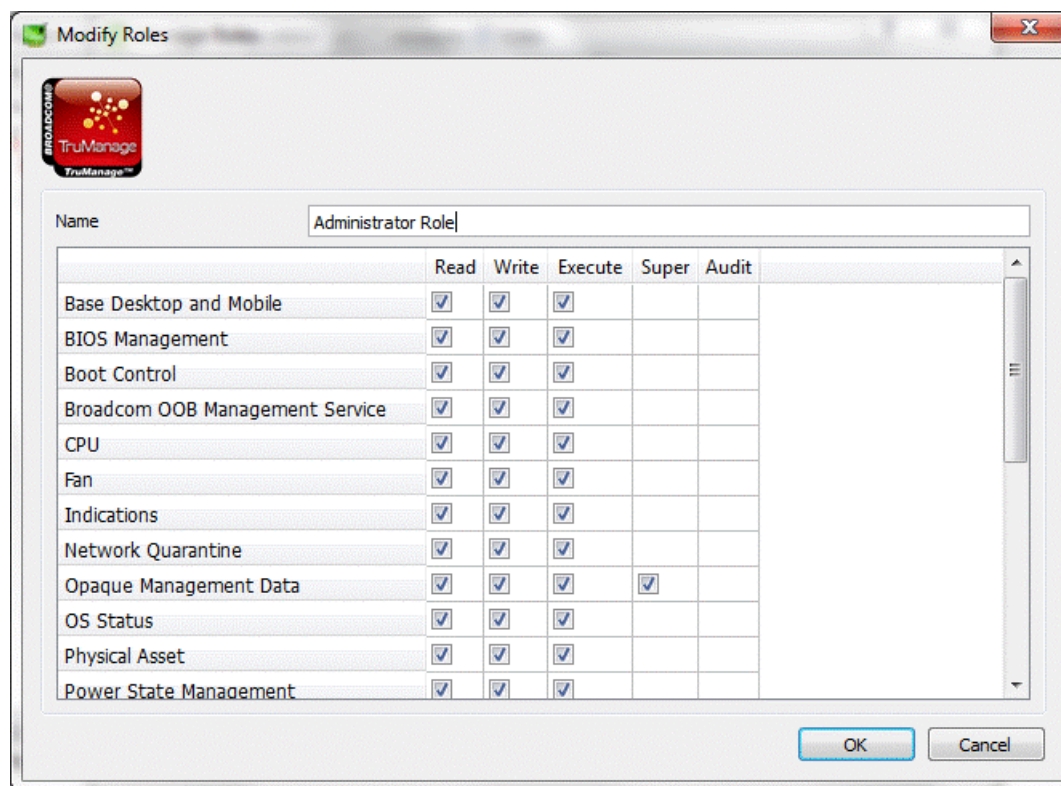 Modify Roles
BROADCOM®
TruManage
TruManage™
Name
Administrator Role
Read Write Execute Super Audit
Base Desktop and Mobile
BIOS Management
Boot Control
Broadcom OOB Management Service
CPU
Fan
Indications
Network Quarantine
Opaque Management Data
OS Status
Physical Asset
Power State Management
OK Cancel